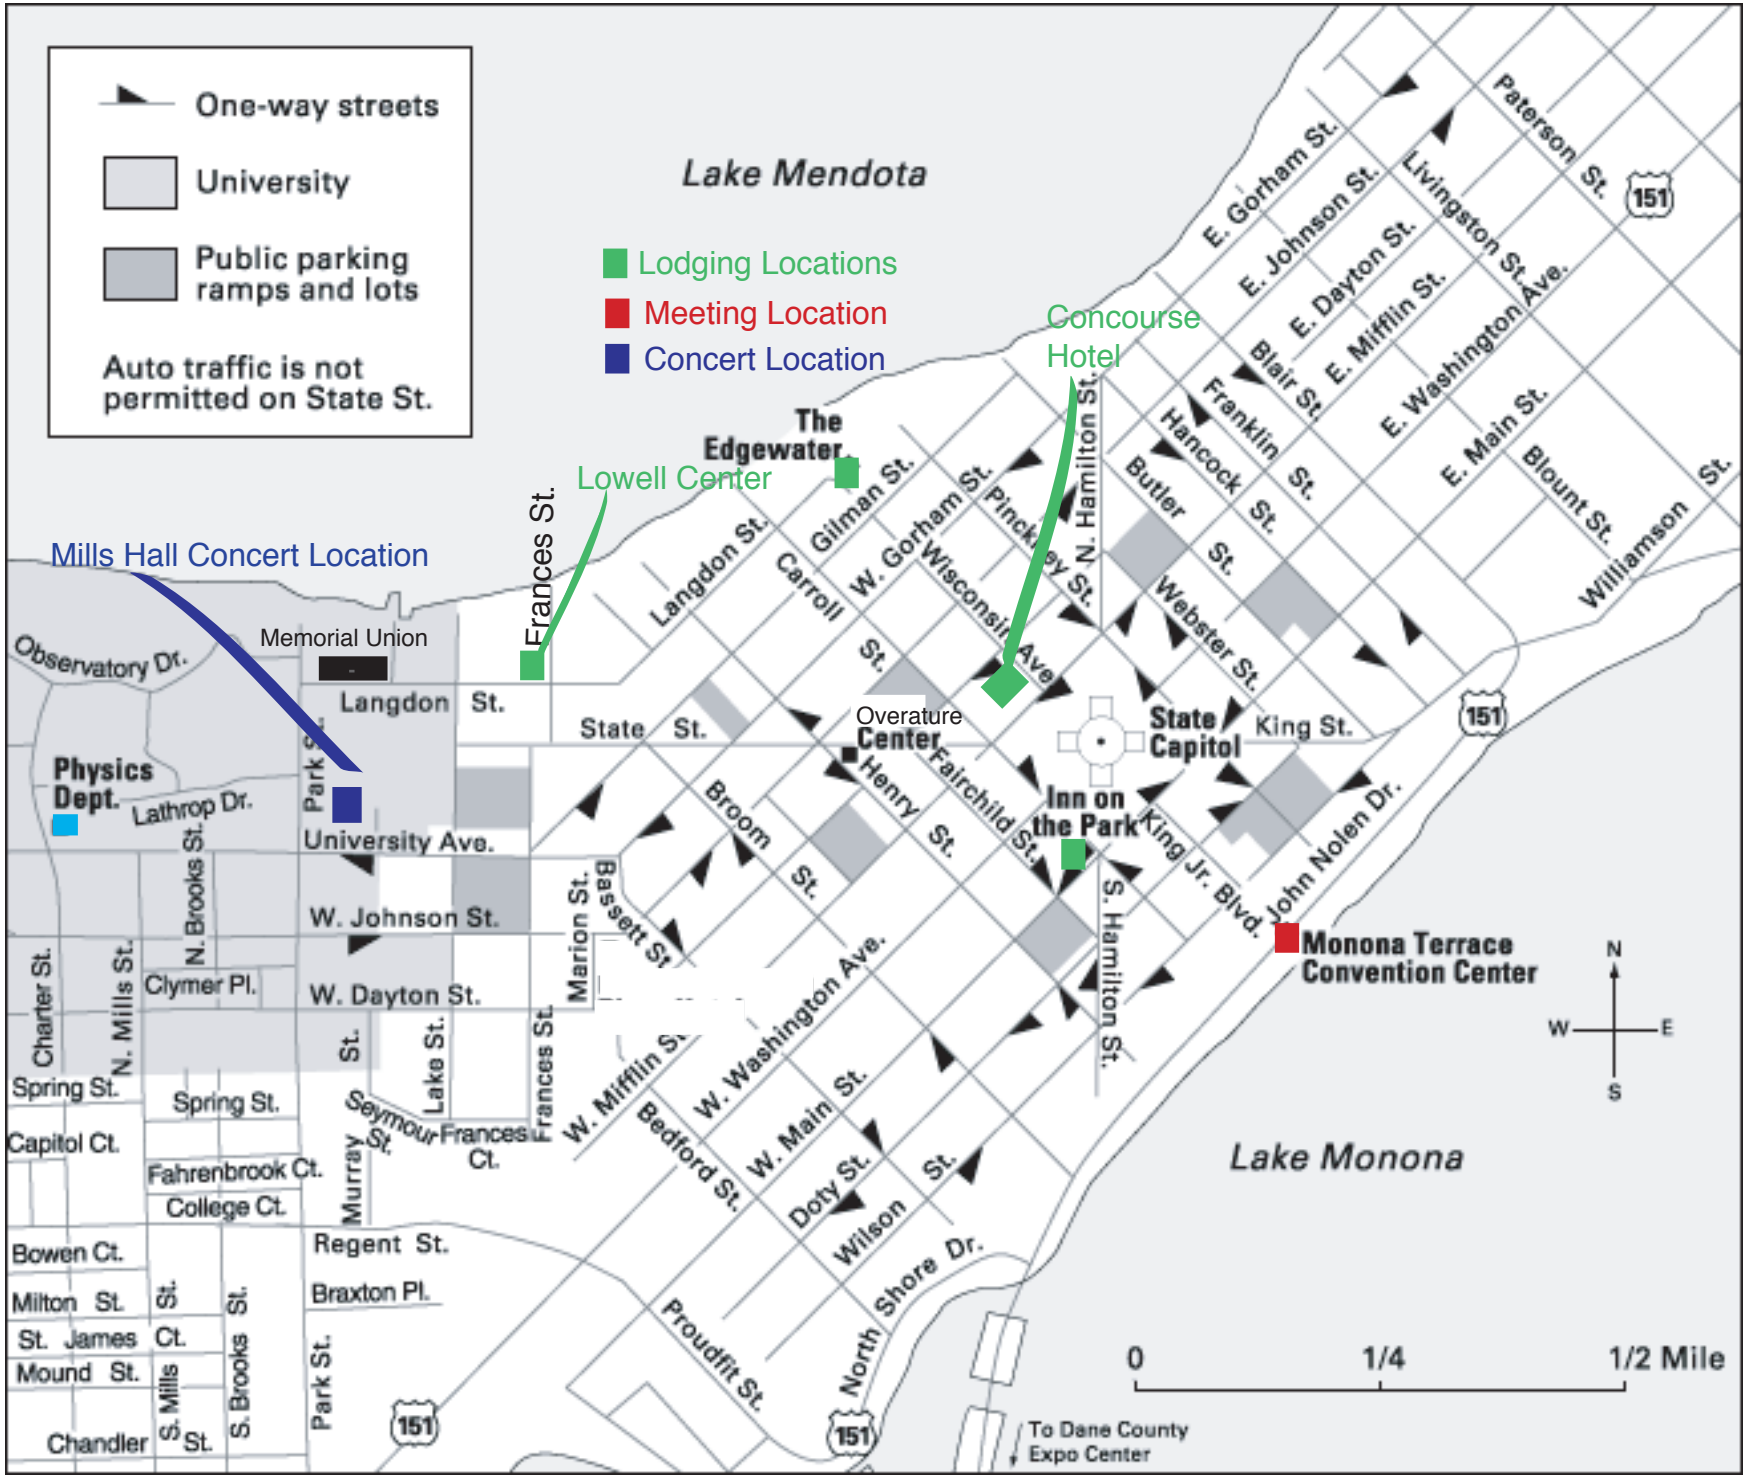 One-way streets
University
Public parking
ramps and lots
Auto traffic is not
permitted on State St.
Lake Mendota
Lodging Locations
Meeting Location
Concert Location
Concourse
Hotel
The
Edgewater
Lowell Center
Mills Hall Concert Location
Memorial Union
Frances St.
Observatory Dr.
Langdon St.
Langdon St.
Gilman St.
W. Gorham St.
Carroll St.
Wisconsin Ave.
Pinckney St.
N. Hamilton St.
Butler St.
Hancock St.
Franklin St.
Blair St.
Webster St.
E. Gorham St.
E. Johnson St.
E. Dayton St.
E. Mifflin St.
E. Washington Ave.
E. Main St.
Livingston St.
Paterson St.
151
Blount St.
Williamson St.
State St.
Overature
Center
State
Capitol
King St.
151
Physics
Dept.
Lathrop Dr.
Park St.
University Ave.
N. Brooks St.
W. Johnson St.
Clymer Pl.
W. Dayton St.
Charter St.
N. Mills St.
Marion St.
Bassett St.
Broom St.
Henry St.
Fairchild St.
Inn on
the Park
King Jr. Blvd.
John Nolen Dr.
S. Hamilton St.
Monona Terrace
Convention Center
N
W E
S
Lake Monona
Spring St.
Spring St.
Capitol Ct.
Fahrenbrook Ct.
College Ct.
Murray St.
Seymour
St.
Lake St.
Frances
Ct.
Frances St.
W. Mifflin St.
W. Washington Ave.
W. Main St.
Doty St.
Wilson St.
Bedford St.
Regent St.
Bowen Ct.
Milton St.
St. James Ct.
Mound St.
Chandler St.
S. Mills St.
S. Brooks St.
Braxton Pl.
Park St.
151
Proudfit St.
North Shore Dr.
151
0 1/4 1/2 Mile
To Dane County
Expo Center